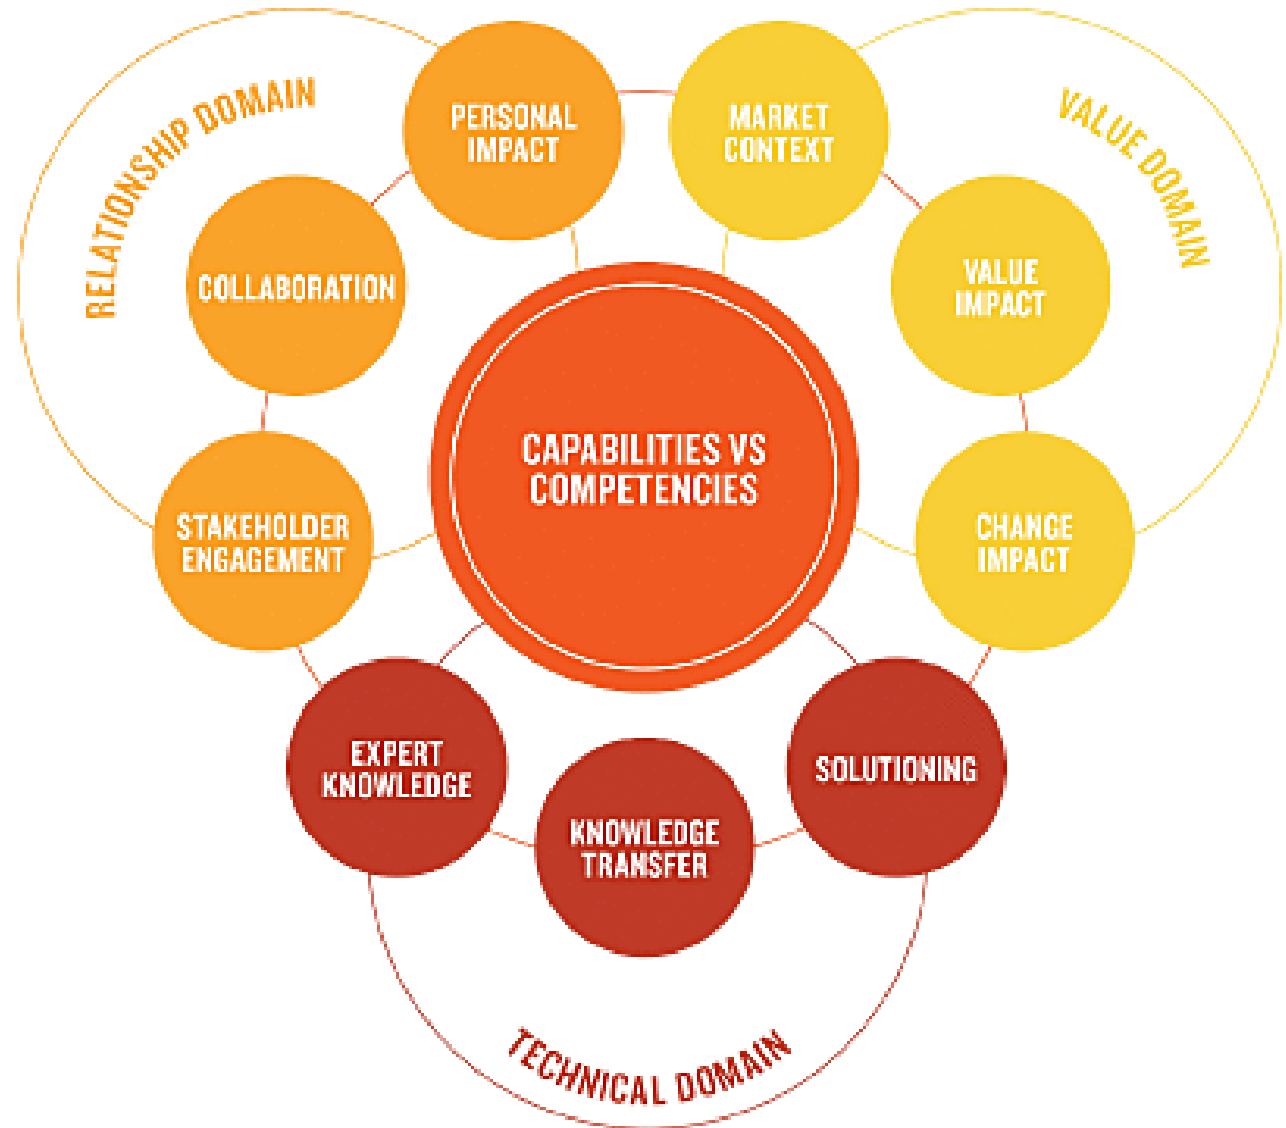 RELATIONSHIP DOMAIN
PERSONAL
IMPACT
COLLABORATION
STAKEHOLDER
ENGAGEMENT
VALUE DOMAIN
MARKET
CONTEXT
VALUE
IMPACT
CHANGE
IMPACT
CAPABILITIES VS
COMPETENCIES
EXPERT
KNOWLEDGE
KNOWLEDGE
TRANSFER
SOLUTIONING
TECHNICAL DOMAIN